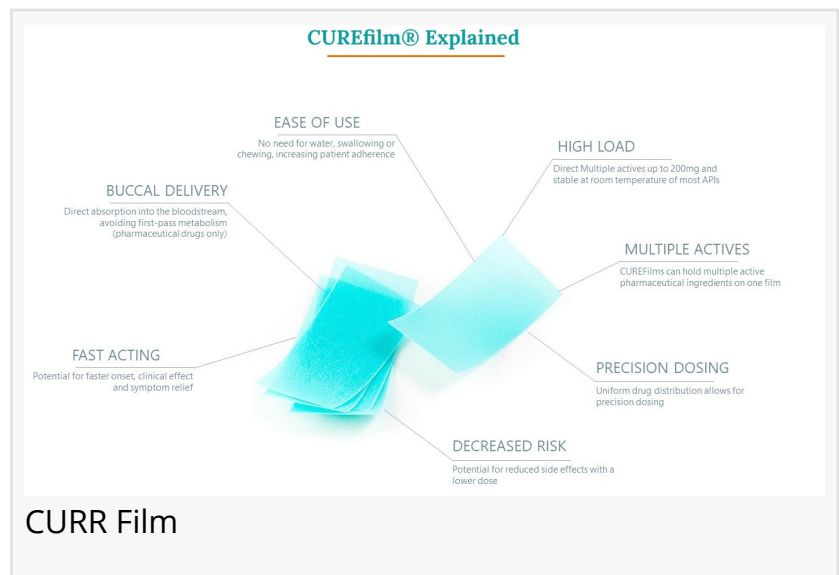 CUREfilm® Explained
EASE OF USE
No need for water, swallowing or
chewing, increasing patient adherence
HIGH LOAD
Direct Multiple actives up to 200mg and
stable at room temperature of most APIs
BUCCAL DELIVERY
Direct absorption into the bloodstream,
avoiding first-pass metabolism
(pharmaceutical drugs only)
MULTIPLE ACTIVES
CUREFilms can hold multiple active
pharmaceutical ingredients on one film
FAST ACTING
Potential for faster onset, clinical effect
and symptom relief
PRECISION DOSING
Uniform drug distribution allows for
precision dosing
DECREASED RISK
Potential for reduced side effects with a
lower dose
CURR Film